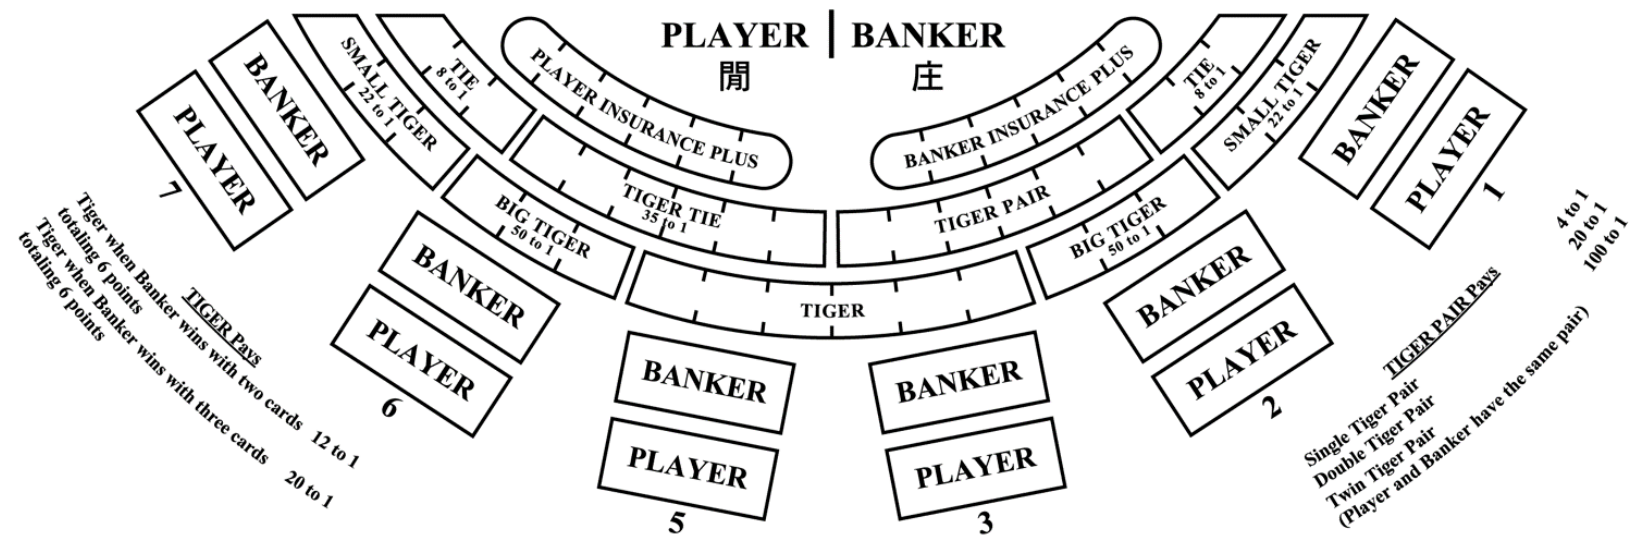 PLAYER | BANKER
閒 庄
PLAYER INSURANCE PLUS
BANKER INSURANCE PLUS
TIE
8 to 1
TIE
8 to 1
SMALL TIGER
22 to 1
SMALL TIGER
22 to 1
TIGER TIE
35 to 1
TIGER PAIR
BIG TIGER
50 to 1
BIG TIGER
50 to 1
TIGER
BANKER
PLAYER
7
BANKER
PLAYER
6
BANKER
PLAYER
5
BANKER
PLAYER
3
BANKER
PLAYER
2
BANKER
PLAYER
1
TIGER Pays
Tiger when Banker wins with two cards 12 to 1
totaling 6 points
Tiger when Banker wins with three cards 20 to 1
totaling 6 points
TIGER PAIR Pays
Single Tiger Pair 4 to 1
Double Tiger Pair 20 to 1
Twin Tiger Pair 100 to 1
(Player and Banker have the same pair)